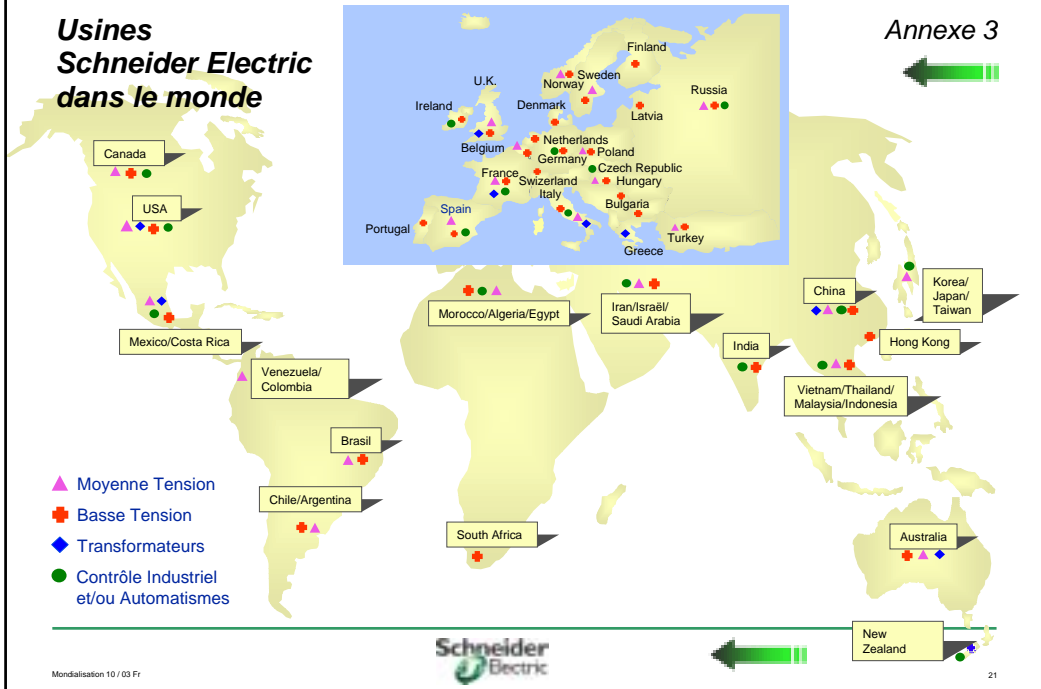 Usines
Schneider Electric
dans le monde
Annexe 3
Finland
U.K.
Sweden
Norway
Russia
Ireland
Denmark
Latvia
Netherlands
Belgium
Germany
Poland
Czech Republic
France
Swizerland
Hungary
Italy
Spain
Bulgaria
Portugal
Turkey
Greece
Canada
USA
Mexico/Costa Rica
Morocco/Algeria/Egypt
Iran/Israël/
Saudi Arabia
China
Korea/
Japan/
Taiwan
India
Hong Kong
Venezuela/
Colombia
Vietnam/Thailand/
Malaysia/Indonesia
Brasil
Chile/Argentina
South Africa
Australia
New
Zealand
Moyenne Tension
Basse Tension
Transformateurs
Contrôle Industriel
et/ou Automatismes
Mondialisation 10 / 03 Fr
Schneider
Electric
21